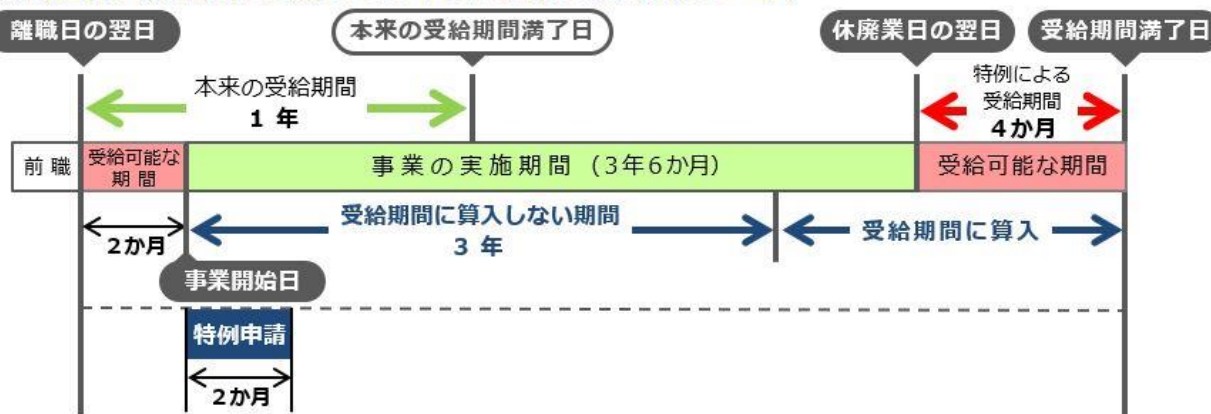 離職日の翌日
本来の受給期間満了日
休廃業日の翌日
受給期間満了日
本来の受給期間
1 年
特例による
受給期間
4か月
前 職
受給可能な
期 間
事業の実施期間（3年6か月）
受給可能な期間
2か月
受給期間に算入しない期間
3 年
受給期間に算入
事業開始日
特例申請
2か月